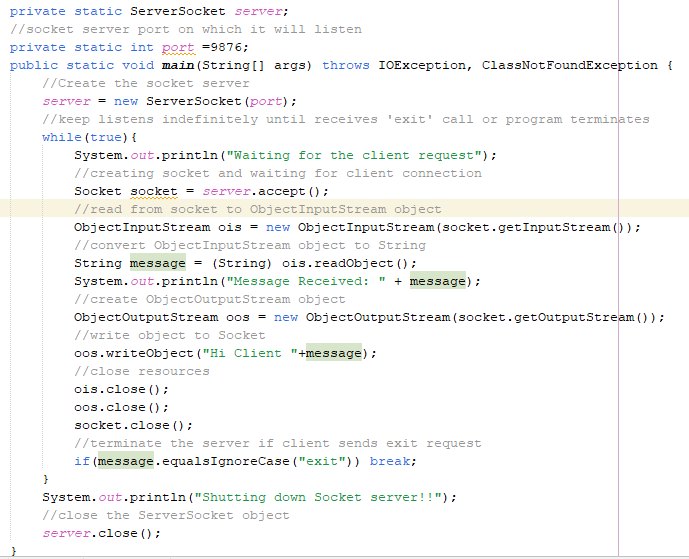 private static ServerSocket server;
//socket server port on which it will listen
private static int port =9876;
public static void main(String[] args) throws IOException, ClassNotFoundException {
//Create the socket server
server = new ServerSocket(port);
//keep listens indefinitely until receives 'exit' call or program terminates
while(true){
System.out.println("Waiting for the client request");
//creating socket and waiting for client connection
Socket socket = server.accept();
//read from socket to ObjectInputStream object
ObjectInputStream ois = new ObjectInputStream(socket.getInputStream());
//convert ObjectInputStream object to String
String message = (String) ois.readObject();
System.out.println("Message Received: " + message);
//create ObjectOutputStream object
ObjectOutputStream oos = new ObjectOutputStream(socket.getOutputStream());
//write object to Socket
oos.writeObject("Hi Client "+message);
//close resources
ois.close();
oos.close();
socket.close();
//terminate the server if client sends exit request
if(message.equalsIgnoreCase("exit")) break;
}
System.out.println("Shutting down Socket server!!");
//close the ServerSocket object
server.close();
}